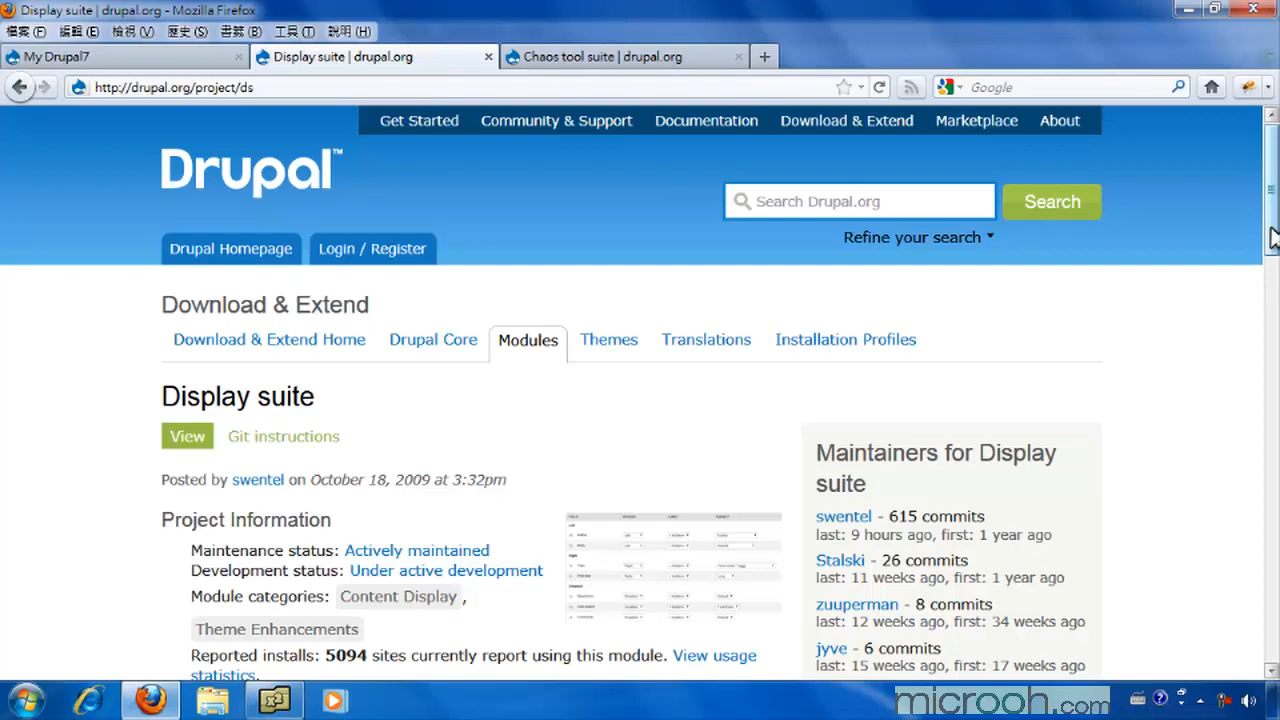 Display suite | drupal.org - Mozilla Firefox
檔案 (F) 編輯 (E) 檢視 (V) 歷史 (S) 書籤 (B) 工具 (T) 說明 (H)
My Drupal7 Display suite | drupal.org Chaos tool suite | drupal.org
http://drupal.org/project/ds Google
Get Started Community & Support Documentation Download & Extend Marketplace About
Drupal™
Search Drupal.org Search
Refine your search
Drupal Homepage Login / Register
Download & Extend
Download & Extend Home Drupal Core Modules Themes Translations Installation Profiles
Display suite
View Git instructions
Posted by swentel on October 18, 2009 at 3:32pm
Project Information
Maintenance status: Actively maintained
Development status: Under active development
Module categories: Content Display ,
Theme Enhancements
Reported installs: 5094 sites currently report using this module. View usage
statistics.
Maintainers for Display
suite
swentel - 615 commits
last: 9 hours ago, first: 1 year ago
Stalski - 26 commits
last: 11 weeks ago, first: 1 year ago
zuuperman - 8 commits
last: 12 weeks ago, first: 34 weeks ago
jyve - 6 commits
last: 15 weeks ago, first: 17 weeks ago
microoh.com